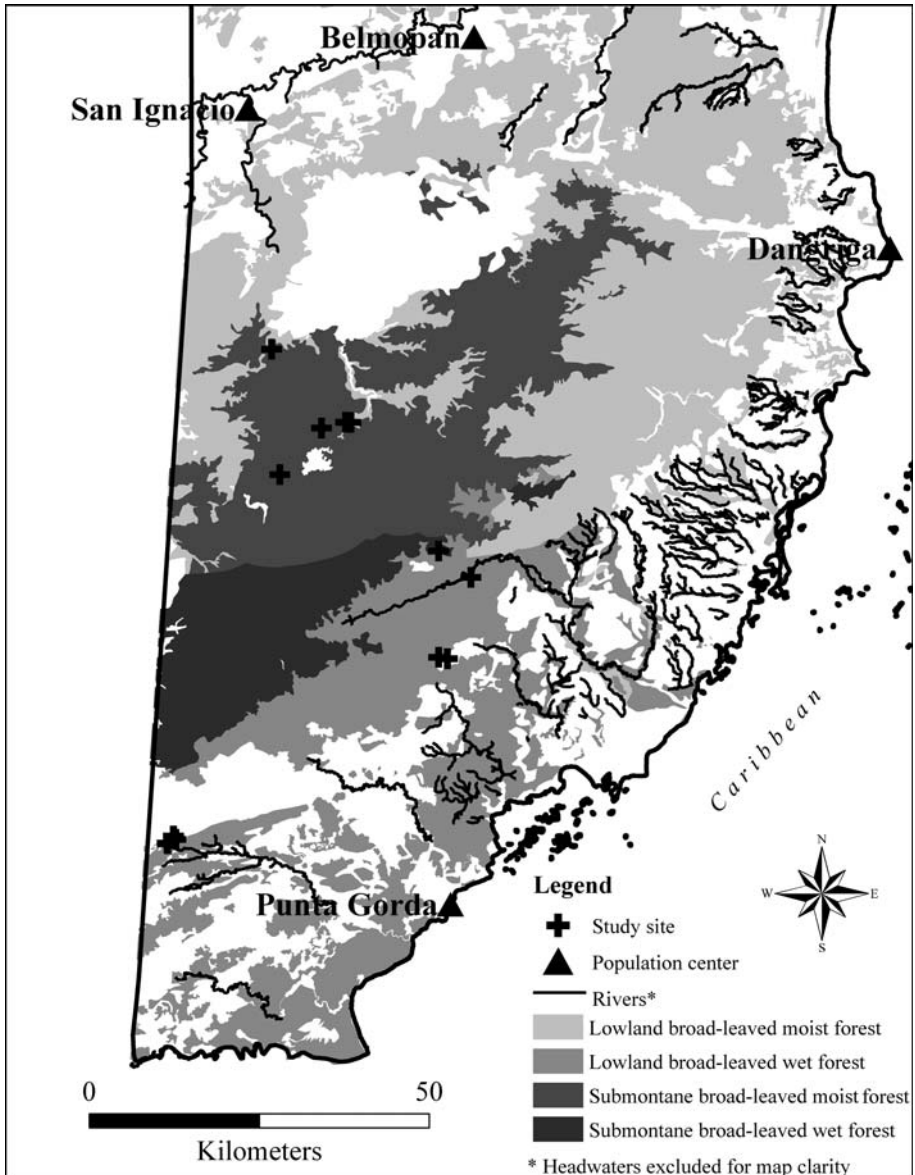 Belmopan
San Ignacio
Dangriga
Caribbean
N
W E
S
Punta Gorda
Legend
Study site
Population center
Rivers*
Lowland broad-leaved moist forest
Lowland broad-leaved wet forest
Submontane broad-leaved moist forest
Submontane broad-leaved wet forest
* Headwaters excluded for map clarity
0 50
Kilometers